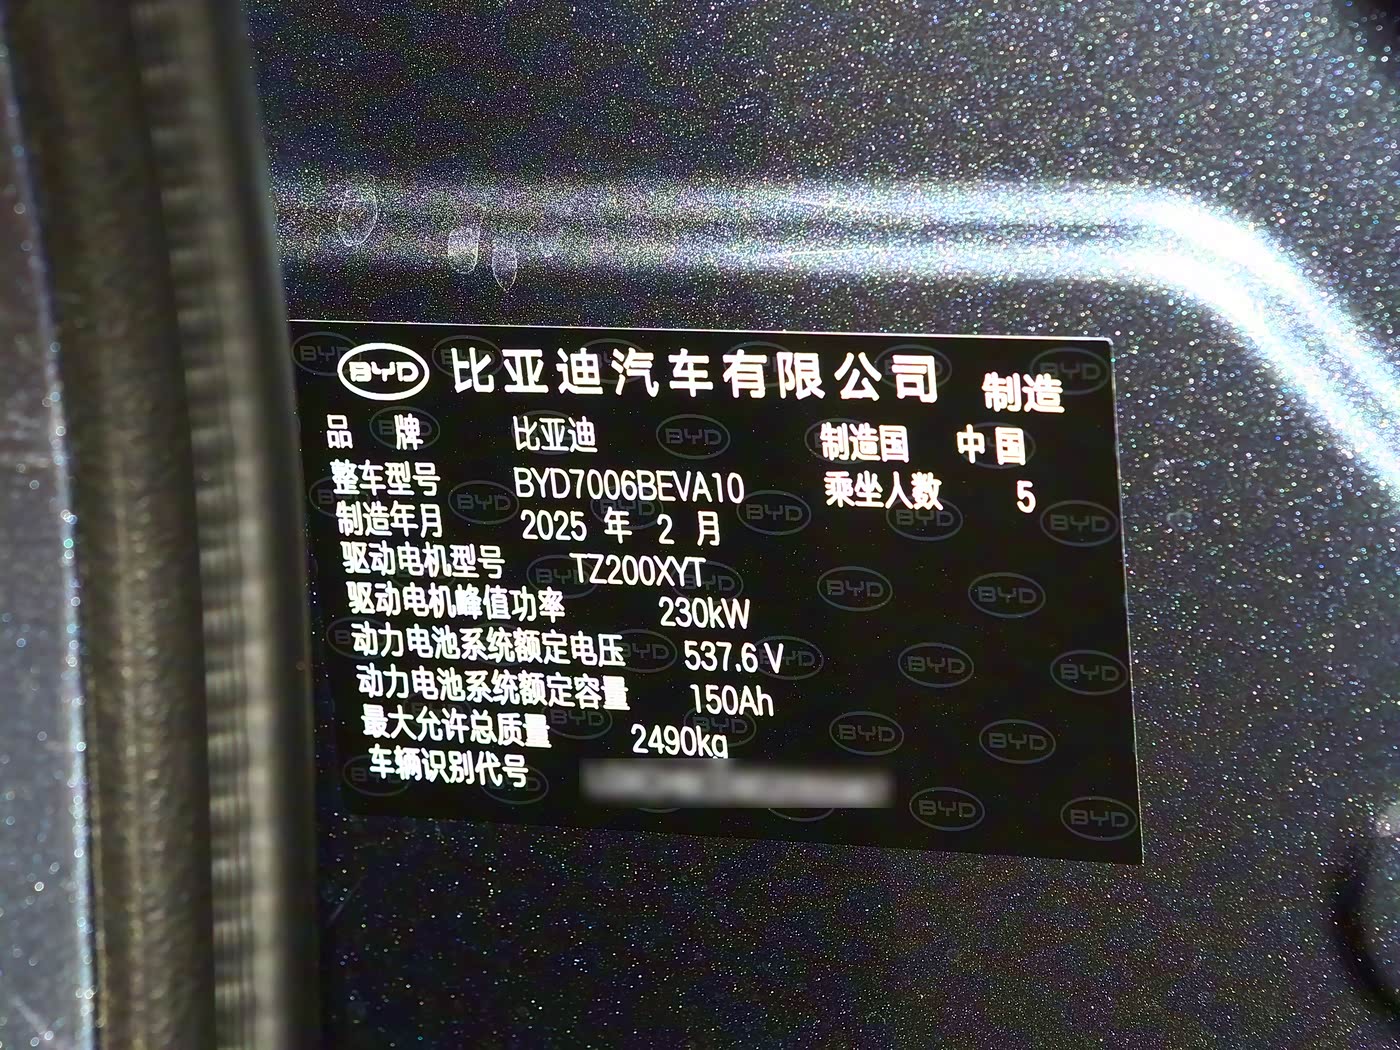 BYD 比亚迪汽车有限公司 制造
品牌 比亚迪 制造国 中国
整车型号 BYD7006BEVA10 乘坐人数 5
制造年月 2025 年 2 月
驱动电机型号 TZ200XYT
驱动电机峰值功率 230kW
动力电池系统额定电压 537.6V
动力电池系统额定容量 150Ah
最大允许总质量 2490kg
车辆识别代号